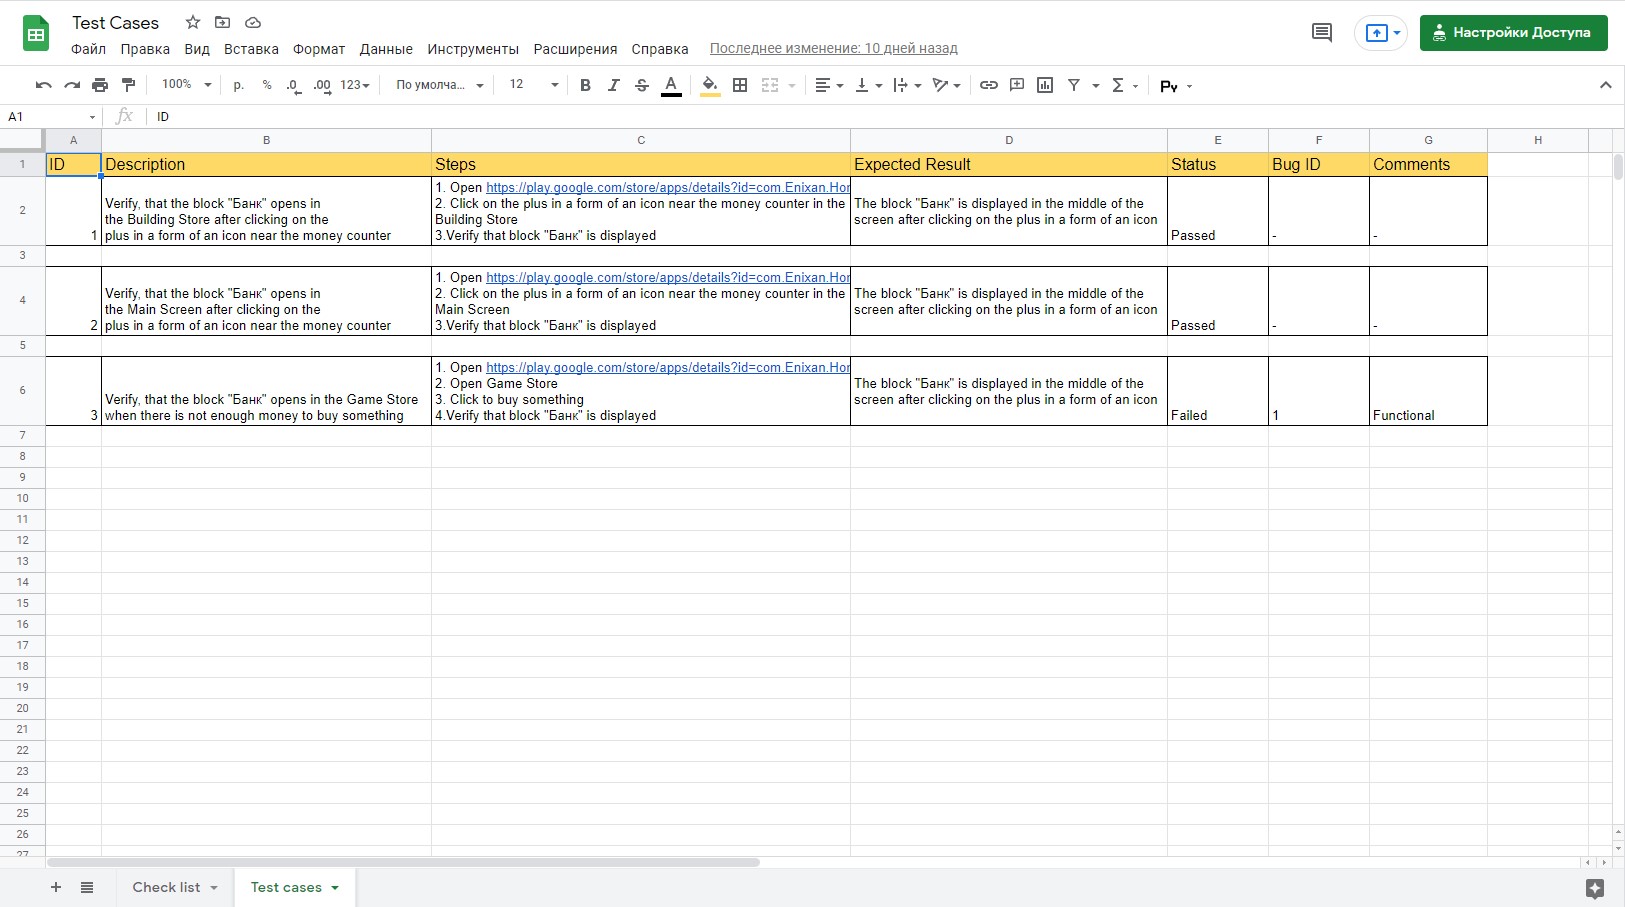 Test Cases
Файл Правка Вид Вставка Формат Данные Инструменты Расширения Справка Последнее изменение: 10 дней назад
Настройки Доступа
100% р. % .0 .00 123 По умолча... 12 B I S A Σ Py
A1 fx ID
A B C D E F G H
1 ID Description Steps Expected Result Status Bug ID Comments
1. Open https://play.google.com/store/apps/details?id=com.Enixan.Hor
Verify, that the block "Банк" opens in 2. Click on the plus in a form of an icon near the money counter in the The block "Банк" is displayed in the middle of the
2 the Building Store after clicking on the Building Store screen after clicking on the plus in a form of an icon
1 plus in a form of an icon near the money counter 3.Verify that block "Банк" is displayed Passed - -
3
1. Open https://play.google.com/store/apps/details?id=com.Enixan.Hor
Verify, that the block "Банк" opens in 2. Click on the plus in a form of an icon near the money counter in the The block "Банк" is displayed in the middle of the
4 the Main Screen after clicking on the Main Screen screen after clicking on the plus in a form of an icon
2 plus in a form of an icon near the money counter 3.Verify that block "Банк" is displayed Passed - -
5
1. Open https://play.google.com/store/apps/details?id=com.Enixan.Hor
2. Open Game Store The block "Банк" is displayed in the middle of the
6 Verify, that the block "Банк" opens in the Game Store 3. Click to buy something screen after clicking on the plus in a form of an icon
3 when there is not enough money to buy something 4.Verify that block "Банк" is displayed Failed 1 Functional
7
8
9
10
11
12
13
14
15
16
17
18
19
20
21
22
23
24
25
26
27
Check list Test cases